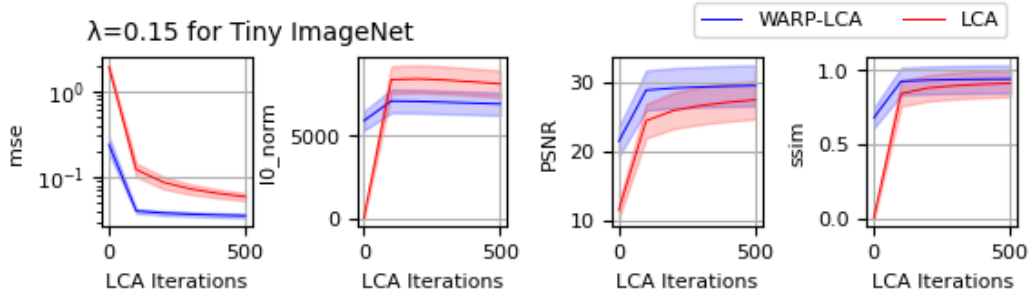 λ=0.15 for Tiny ImageNet
WARP-LCA
LCA
mse
10⁰
10⁻¹
0
500
LCA Iterations
l0_norm
5000
0
0
500
LCA Iterations
PSNR
30
20
10
0
500
LCA Iterations
ssim
1.0
0.5
0.0
0
500
LCA Iterations